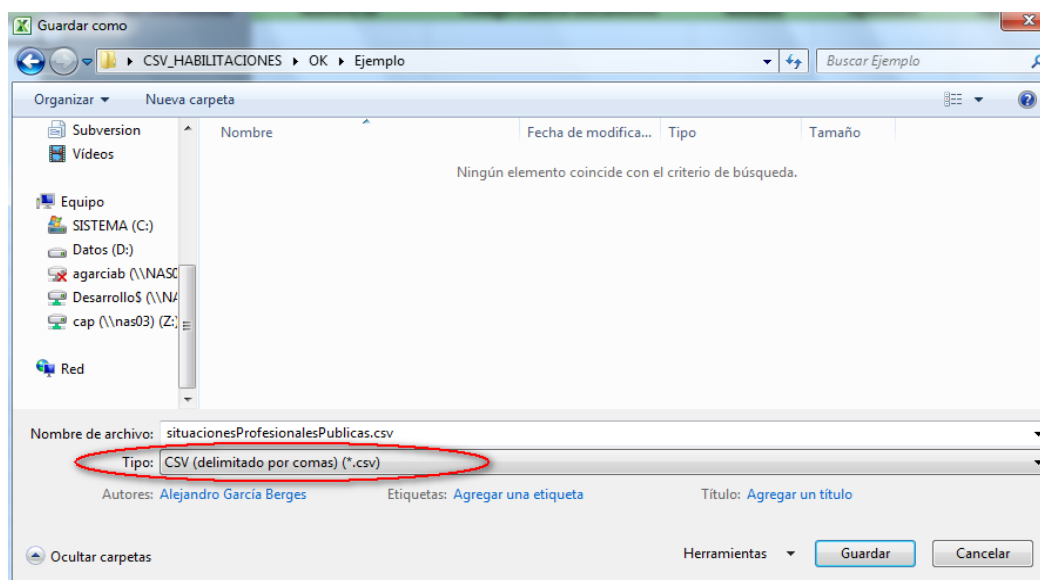 Guardar como
CSV_HABILITACIONES OK Ejemplo
Buscar Ejemplo
Organizar Nueva carpeta
Nombre Fecha de modifica... Tipo Tamaño
Ningún elemento coincide con el criterio de búsqueda.
Subversion
Vídeos
Equipo
SISTEMA (C:)
Datos (D:)
agarciab (\\NAS0
Desarrollo$ (\\NA
cap (\\nas03) (Z:)
Red
Nombre de archivo: situacionesProfesionalesPublicas.csv
Tipo: CSV (delimitado por comas) (*.csv)
Autores: Alejandro García Berges Etiquetas: Agregar una etiqueta Título: Agregar un título
Ocultar carpetas Herramientas Guardar Cancelar